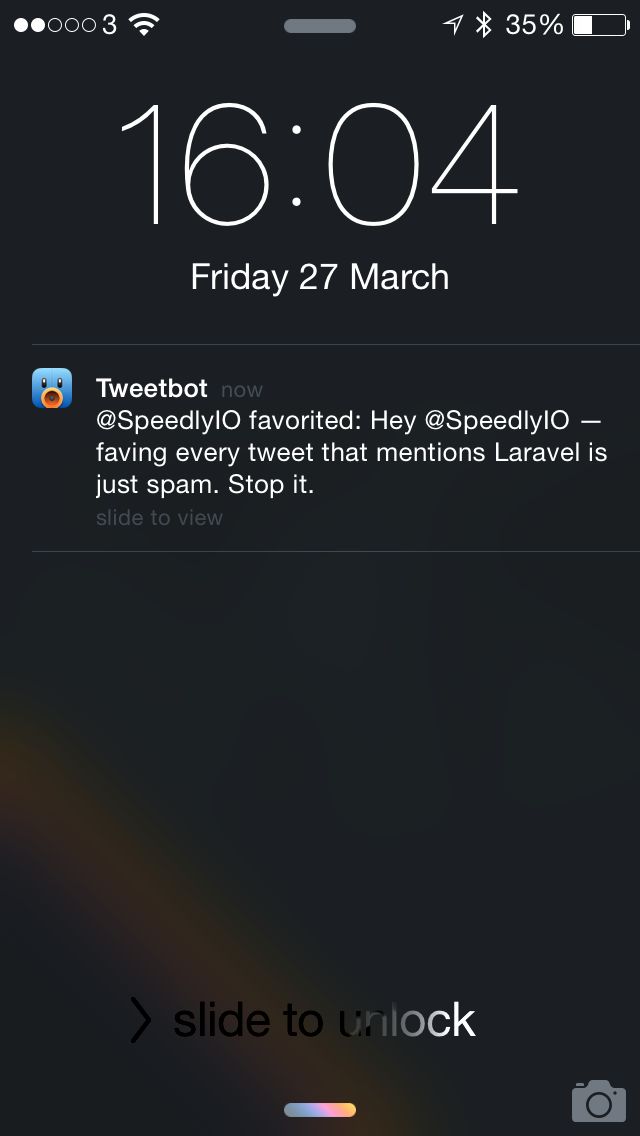 3 35%
16:04
Friday 27 March
Tweetbot now
@SpeedlyIO favorited: Hey @SpeedlyIO —
faving every tweet that mentions Laravel is
just spam. Stop it.
slide to view
slide to unlock